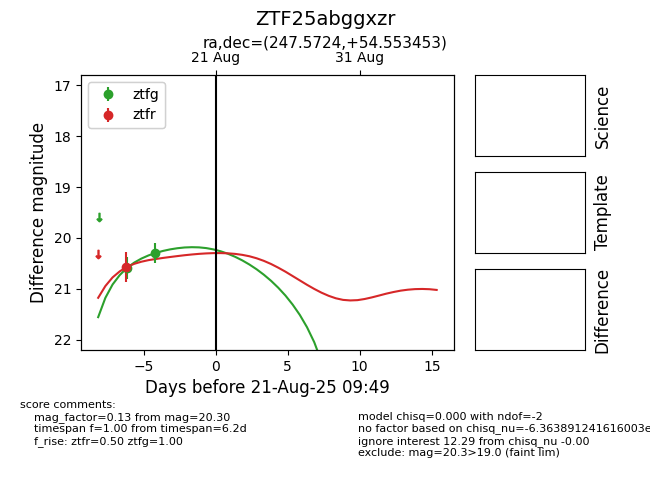 ZTF25abggxzr
ra,dec=(247.5724,+54.553453)
21 Aug
31 Aug
17
18
19
20
21
22
Difference magnitude
ztfg
ztfr
−5
0
5
10
15
Days before 21-Aug-25 09:49
Science
Template
Difference
score comments:
mag_factor=0.13 from mag=20.30
timespan f=1.00 from timespan=6.2d
f_rise: ztfr=0.50 ztfg=1.00
model chisq=0.000 with ndof=-2
no factor based on chisq_nu=-6.363891241616003e
ignore interest 12.29 from chisq_nu -0.00
exclude: mag=20.3>19.0 (faint lim)